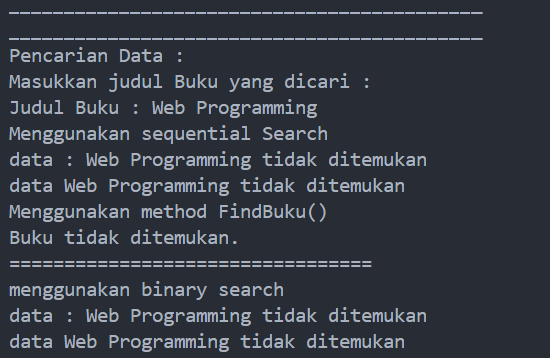 ___________________________________________
___________________________________________
Pencarian Data :
Masukkan judul Buku yang dicari :
Judul Buku : Web Programming
Menggunakan sequential Search
data : Web Programming tidak ditemukan
data Web Programming tidak ditemukan
Menggunakan method FindBuku()
Buku tidak ditemukan.
=================================
menggunakan binary search
data : Web Programming tidak ditemukan
data Web Programming tidak ditemukan